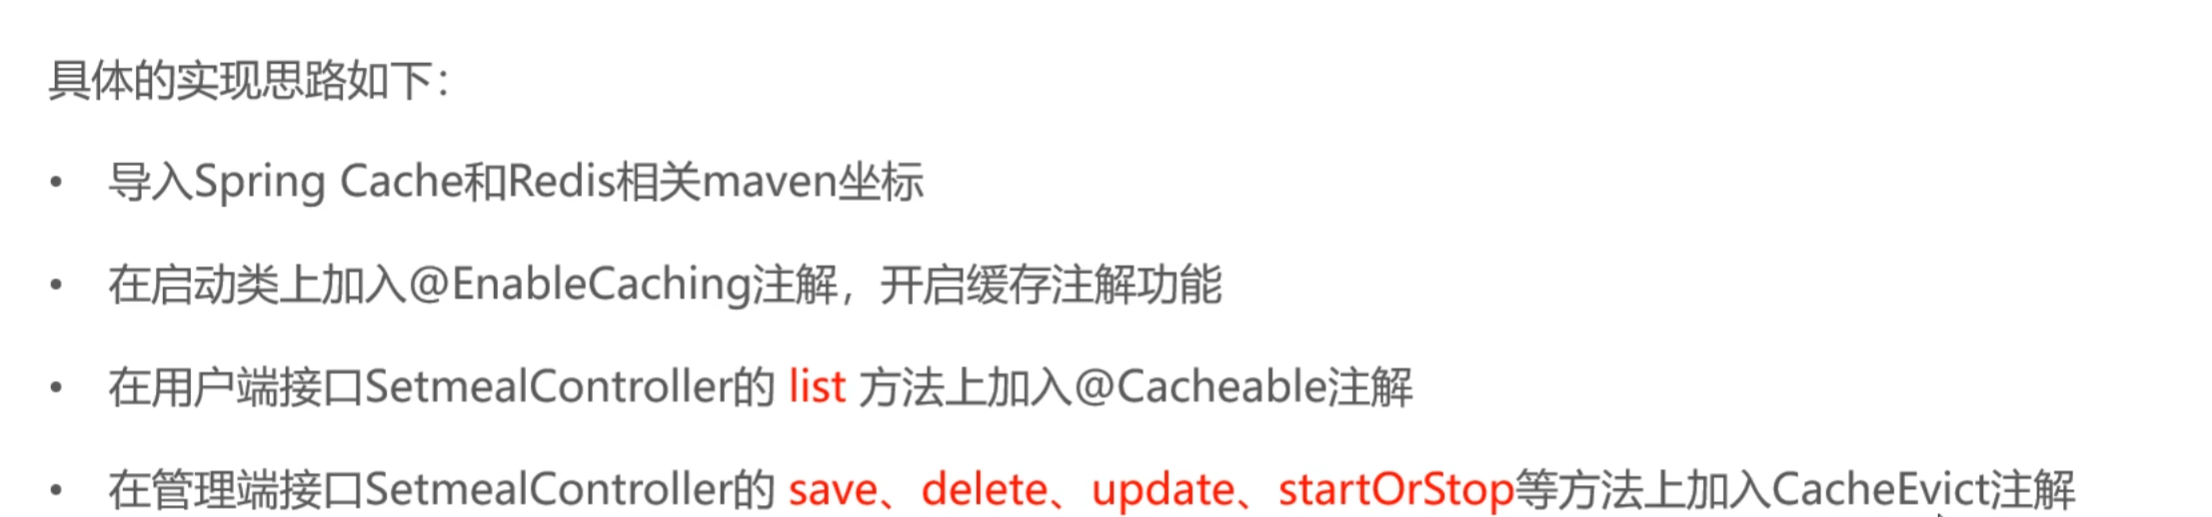 具体的实现思路如下：
• 导入Spring Cache和Redis相关maven坐标
• 在启动类上加入@EnableCaching注解，开启缓存注解功能
• 在用户端接口SetmealController的 list 方法上加入@Cacheable注解
• 在管理端接口SetmealController的 save、delete、update、startOrStop等方法上加入CacheEvict注解